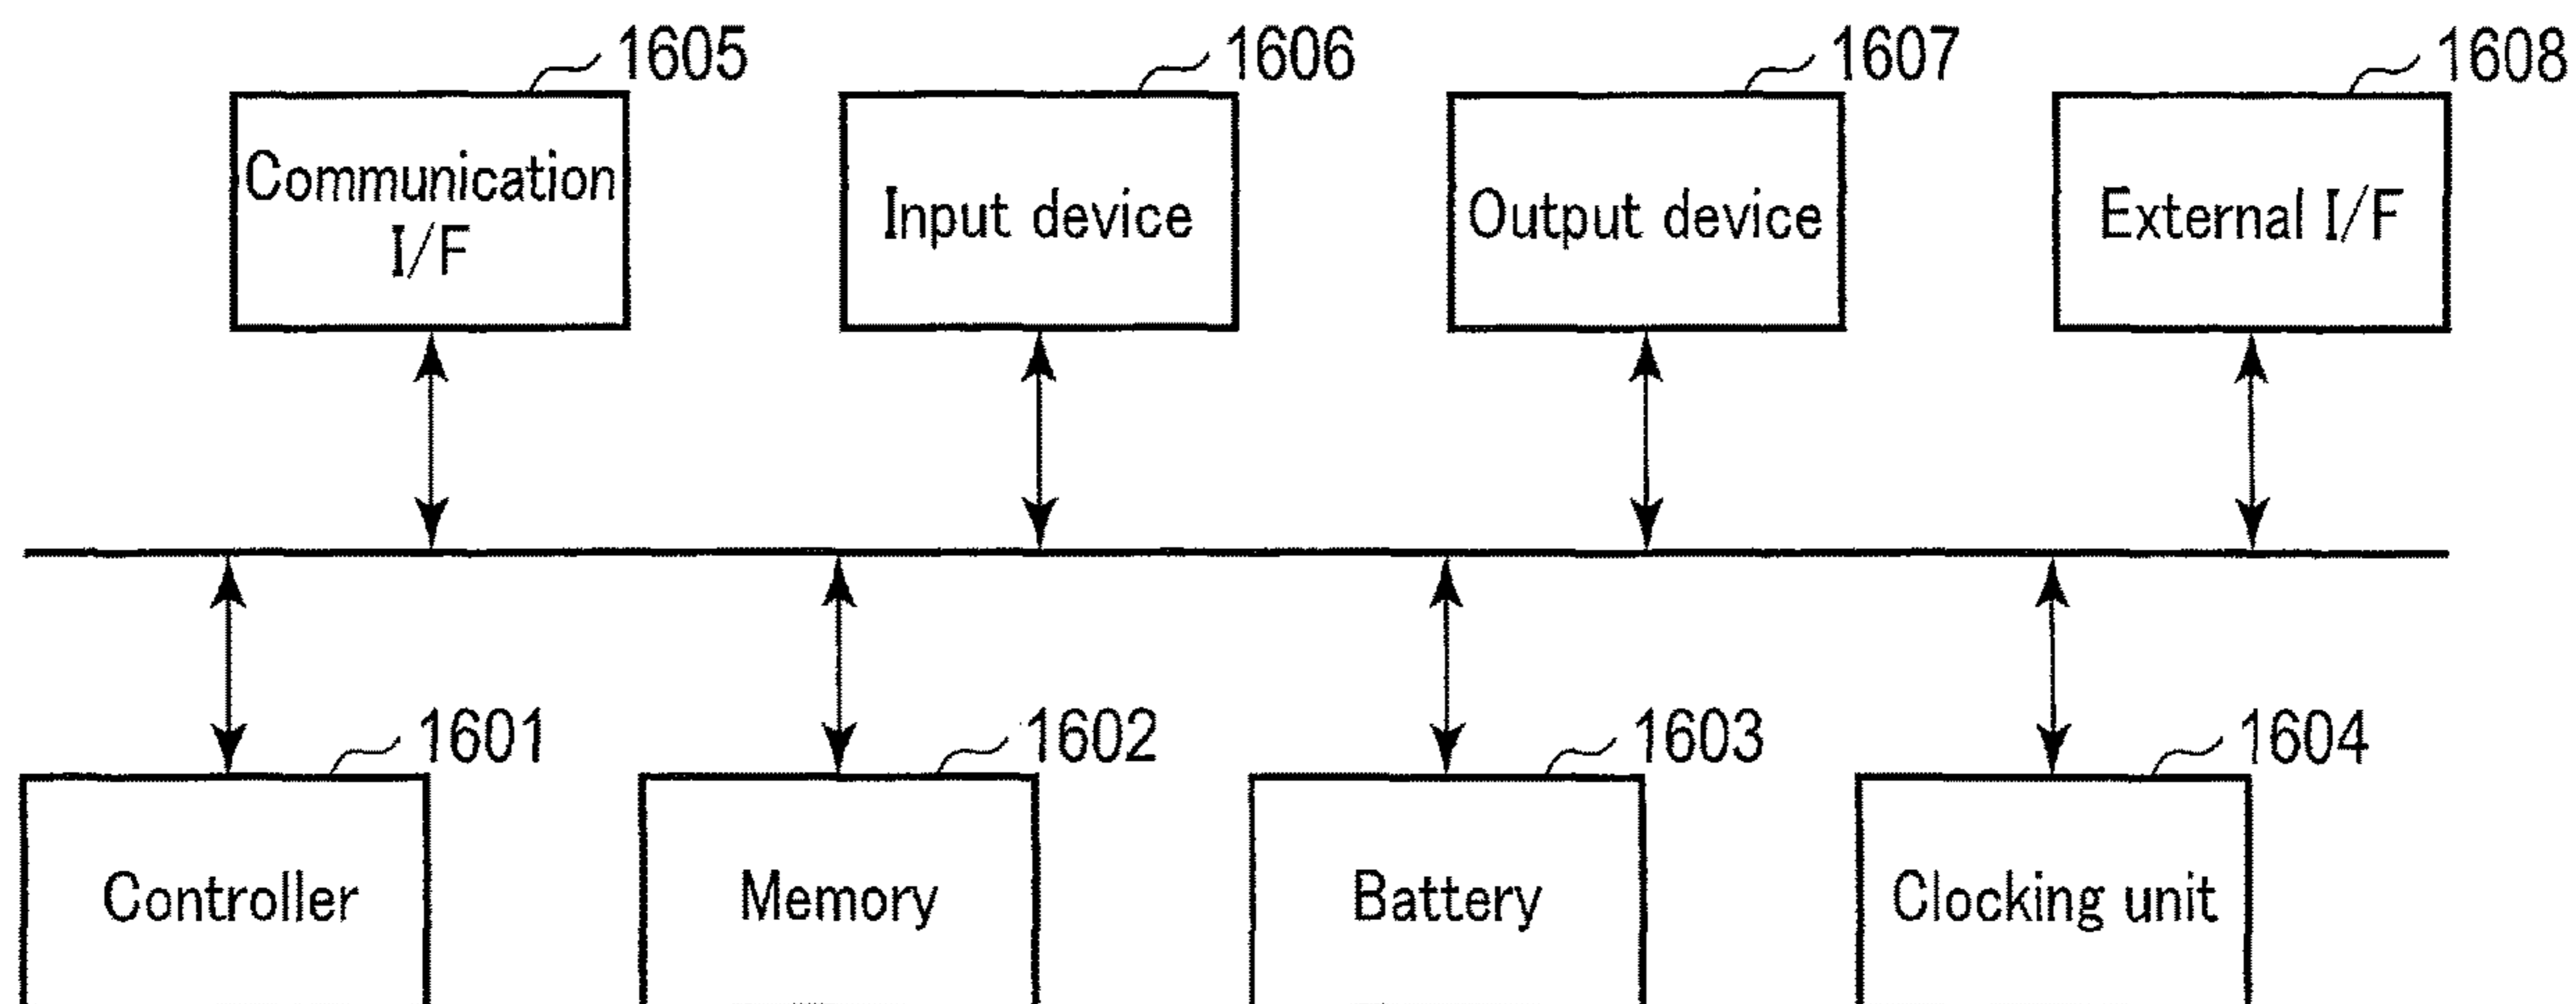 1605
1606
1607
1608
Communication
I/F
Input device
Output device
External I/F
1601
1602
1603
1604
Controller
Memory
Battery
Clocking unit